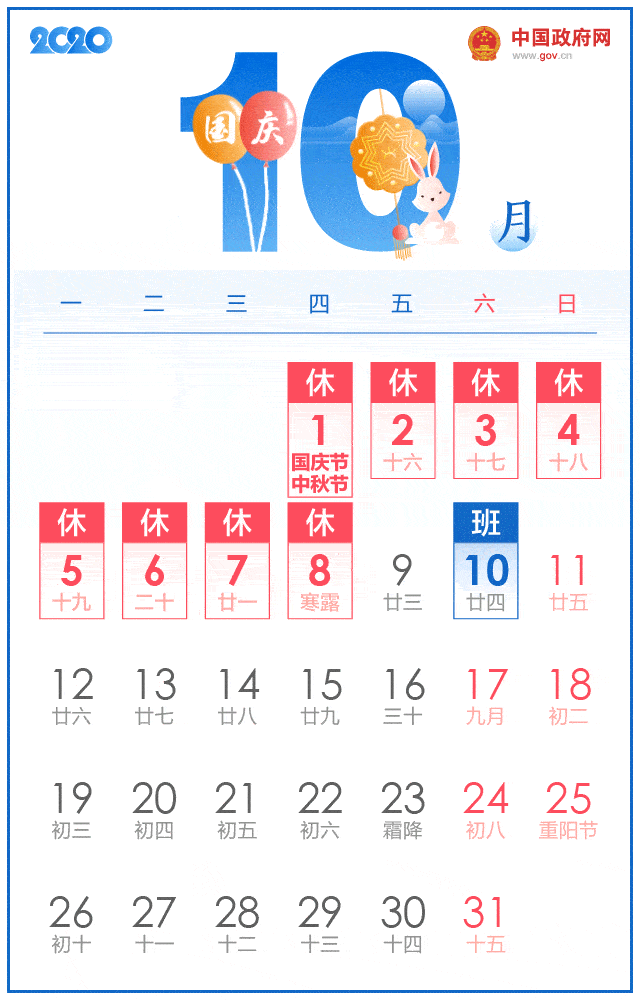 2020
中国政府网
www.gov.cn
10
国庆
月
一 二 三 四 五 六 日
休 休 休 休
1 2 3 4
国庆节 十六 十七 十八
中秋节
休 休 休 休 班
5 6 7 8 9 10 11
十九 二十 廿一 寒露 廿三 廿四 廿五
12 13 14 15 16 17 18
廿六 廿七 廿八 廿九 三十 九月 初二
19 20 21 22 23 24 25
初三 初四 初五 初六 霜降 初八 重阳节
26 27 28 29 30 31
初十 十一 十二 十三 十四 十五